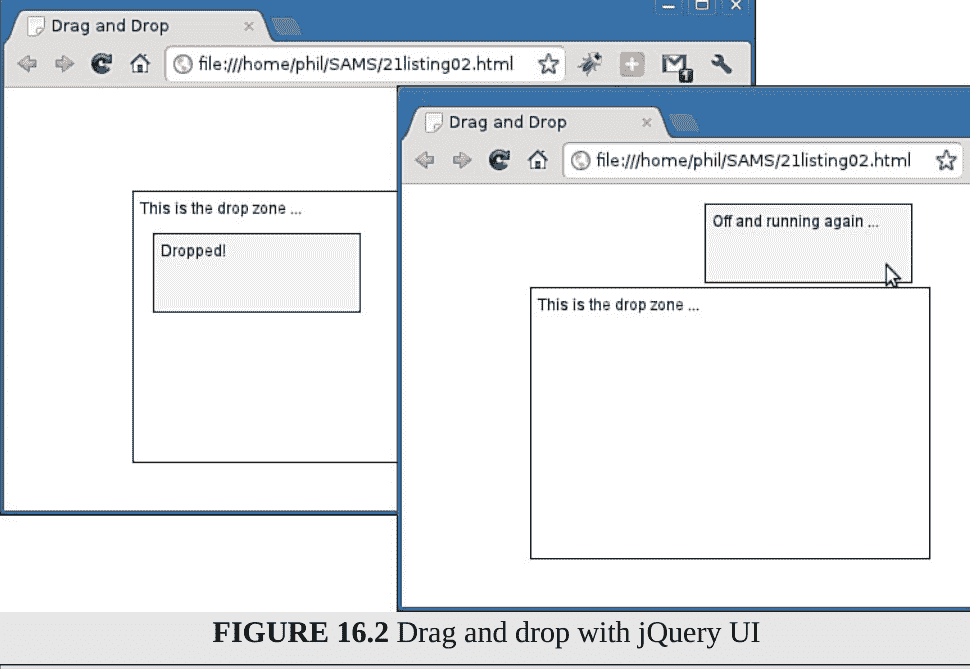 Drag and Drop
file:///home/phil/SAMS/21listing02.html
This is the drop zone ...
Dropped!
Drag and Drop
file:///home/phil/SAMS/21listing02.html
Off and running again ...
This is the drop zone ...
FIGURE 16.2 Drag and drop with jQuery UI